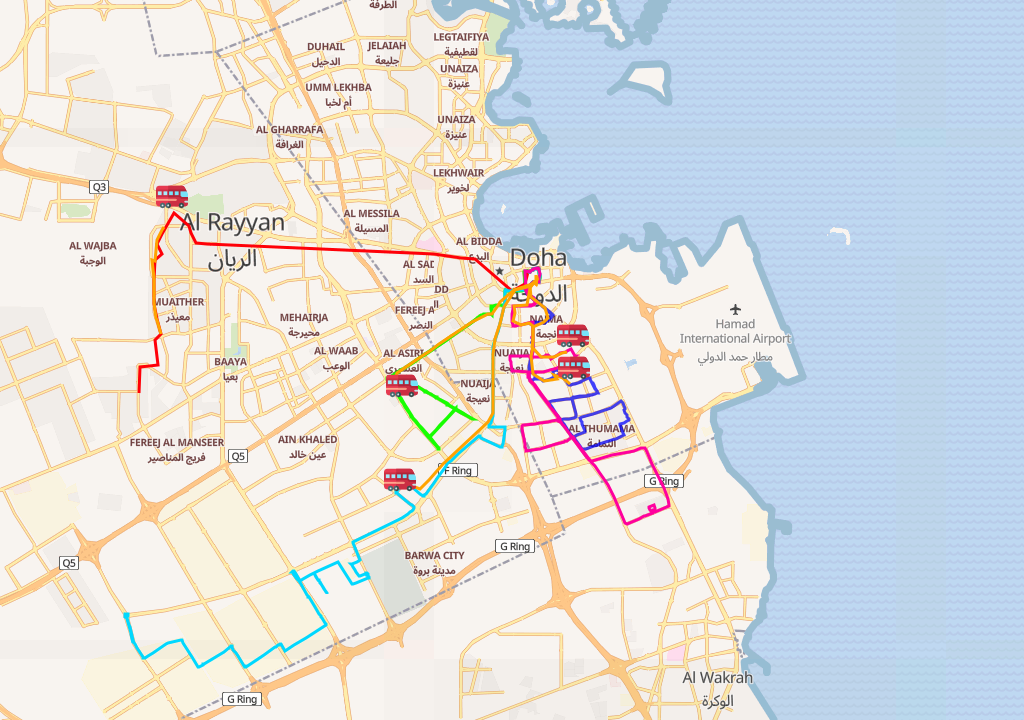 الطرفة
LEGTAIFIYA
لقطيفية
DUHAIL
الدحيل
JELAIAH
جليعة
UNAIZA
عنيزة
UMM LEKHBA
أم لخبا
UNAIZA
عنيزة
AL GHARRAFA
الغرافة
LEKHWAIR
لخوير
Q3
Al Rayyan
الريان
AL MESSILA
المسيلة
AL WAJBA
الوجبة
AL BIDDA
البدع
Doha
الدوحة
AL SAD
السد
DD
ال
MUAITHER
معيذر
MEHAIRJA
محيرجة
FEREEJ A
النصر
NAJMA
نجمة
Hamad
International Airport
مطار حمد الدولي
BAAYA
بعيا
AL WAAB
الوعب
AL ASIRI
العسيري
NUAIJA
نعيجة
NUAIJA
نعيجة
AL THUMAMA
الثمامة
FEREEJ AL MANSEER
فريج المناصير
AIN KHALED
عين خالد
Q5
F Ring
G Ring
G Ring
BARWA CITY
مدينة بروة
Q5
G Ring
Al Wakrah
الوكرة